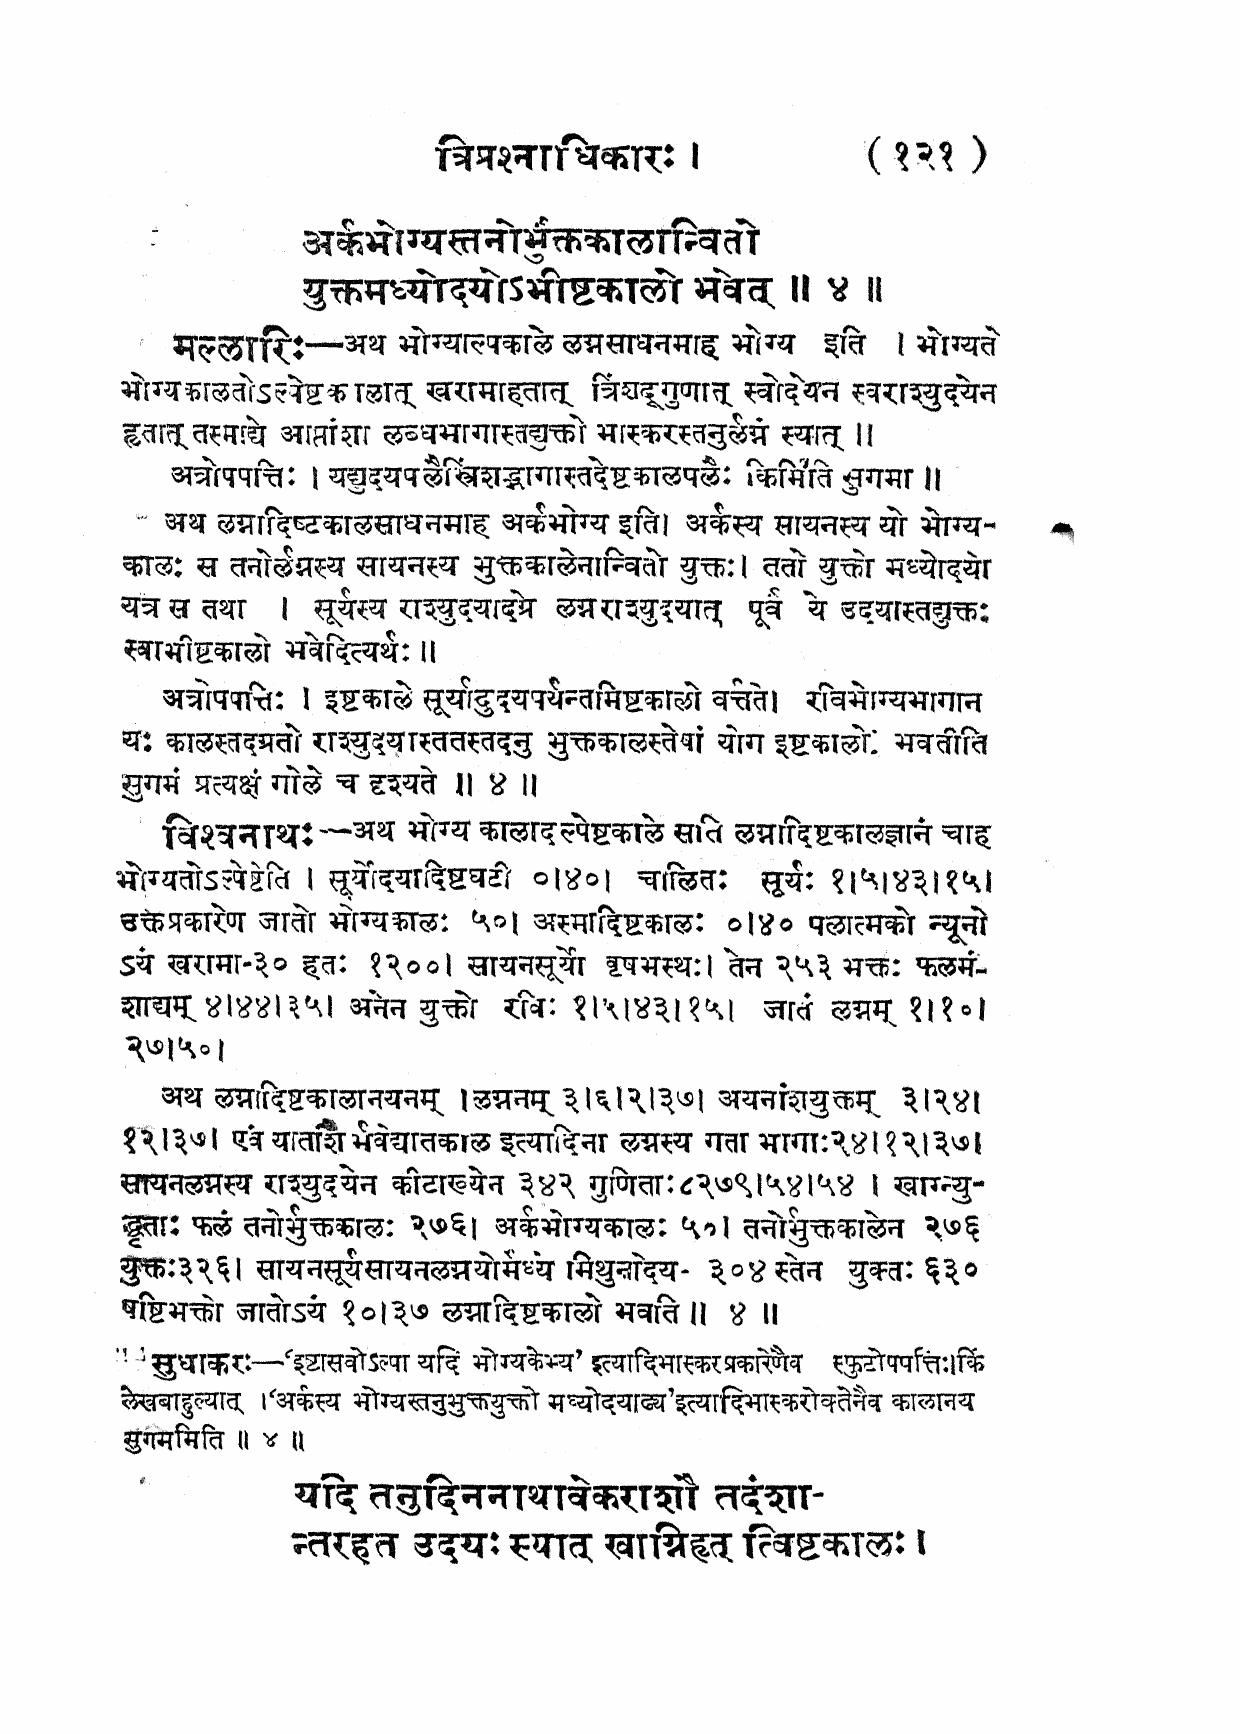 त्रिप्रश्नाधिकारः । ( १२१ )
अर्कभोग्यस्तनोर्भुक्तकालान्वितो
युक्तमध्योदयोऽभीष्टकालो भवेत् ॥ ४ ॥
मल्लारिः—अथ भोग्याल्पकाले लग्नसाधनमाह भोग्य इति । भोग्यते
भोग्यकालतोऽल्पेष्टकालात् खरामाहतात् त्रिंशद्गुणात् स्वोदयेन स्वराश्युदयेन
हृतात् तस्माद्ये आप्तांशा लब्धभागास्तद्युक्तो भास्करस्तनुर्लग्नं स्यात् ॥
अत्रोपपत्तिः । यद्युदयपलैस्त्रिंशद्भागास्तदेष्टकालपलैः किमिति सुगमा ॥
अथ लग्नादिष्टकालसाधनमाह अर्कभोग्य इति। अर्कस्य सायनस्य यो भोग्य-
कालः स तनोर्लग्नस्य सायनस्य भुक्तकालेनान्वितो युक्तः। ततो युक्तो मध्योदयो
यत्र स तथा । सूर्यस्य राश्युदयादग्रे लग्नराश्युदयात् पूर्वं ये उदयास्तद्युक्तः
स्वाभीष्टकालो भवेदित्यर्थः ॥
अत्रोपपत्तिः । इष्टकाले सूर्यादुदयपर्यन्तमिष्टकालो वर्त्तते। रविभोग्यभागान
यः कालस्तदग्रतो राश्युदयास्ततस्तदनु भुक्तकालस्तेषां योग इष्टकालो भवतीति
सुगमं प्रत्यक्षं गोले च दृश्यते ॥ ४ ॥
विश्वनाथः—अथ भोग्य कालादल्पेष्टकाले सति लग्नादिष्टकालज्ञानं चाह
भोग्यतोऽल्पेष्टेति । सूर्योदयादिष्टघटी ०।४०। चालितः सूर्यः १।५।४३।१५।
उक्तप्रकारेण जातो भोग्यकालः ५०। अस्मादिष्टकालः ०।४० पलात्मको न्यूनो
ऽयं खरामा-३० हतः १२००। सायनसूर्यो वृषभस्थः। तेन २५३ भक्तः फलमं-
शाद्यम् ४।४४।३५। अनेन युक्तो रविः १।५।४३।१५। जातं लग्नम् १।१०।
२७।५०।
अथ लग्नादिष्टकालानयनम् ।लग्ननम् ३।६।२।३७। अयनांशयुक्तम् ३।२४।
१२।३७। एवं यातांशै र्भवेद्यातकाल इत्यादिना लग्नस्य गता भागाः२४।१२।३७।
सायनलग्नस्य राश्युदयेन कीटाख्येन ३४२ गुणिताः८२७९।५४।५४ । खाग्न्यु-
द्धृताः फलं तनोर्भुक्तकालः २७६। अर्कभोग्यकालः ५०। तनोर्भुक्तकालेन २७६
युक्तः३२६। सायनसूर्यसायनलग्नयोर्मध्यं मिथुनोदय- ३०४ स्तेन युक्तः ६३०
षष्टिभक्तो जातोऽयं १०।३७ लग्नादिष्टकालो भवति ॥ ४ ॥
सुधाकरः—‘इष्टासवोऽल्पा यदि भोग्यकेभ्य’ इत्यादिभास्करप्रकारेणैव स्फुटोपपत्तिः।किं
लेखबाहुल्यात् ।‘अर्कस्य भोग्यस्तनुभुक्तयुक्तो मध्योदयाढ्य’इत्यादिभास्करोक्तेनैव कालानय
सुगममिति ॥ ४ ॥
यदि तनुदिननाथावेकराशौ तदंशा-
न्तरहत उदयः स्यात् खाग्निहृत् त्विष्टकालः ।